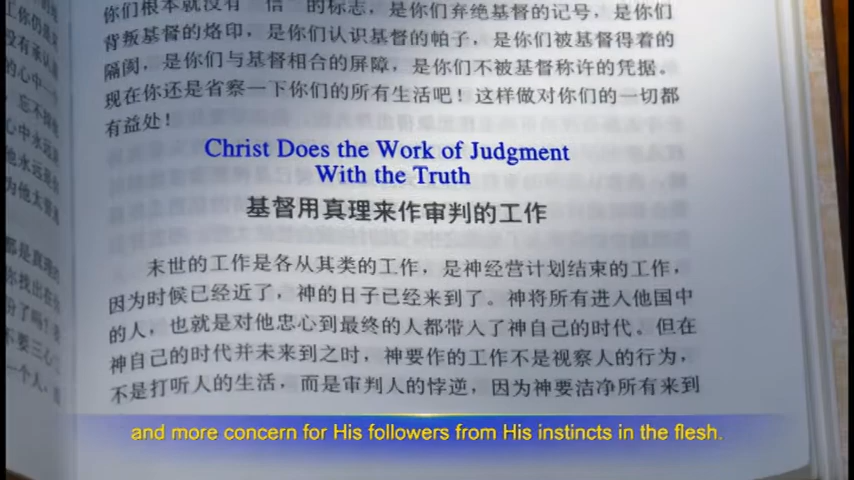 你们根本就没有“信”的标志，是你们弃绝基督的记号，是你们
背叛基督的烙印，是你们认识基督的帕子，是你们被基督得着的
隔阂，是你们与基督相合的屏障，是你们不被基督称许的凭据。
现在你还是省察一下你们的所有生活吧！这样做对你们的一切都
有益处！
Christ Does the Work of Judgment
With the Truth
基督用真理来作审判的工作
末世的工作是各从其类的工作，是神经营计划结束的工作，
因为时候已经近了，神的日子已经来到了。神将所有进入他国中
的人，也就是对他忠心到最终的人都带入了神自己的时代。但在
神自己的时代并未来到之时，神要作的工作不是视察人的行为，
不是打听人的生活，而是审判人的悖逆，因为神要洁净所有来到
and more concern for His followers from His instincts in the flesh.